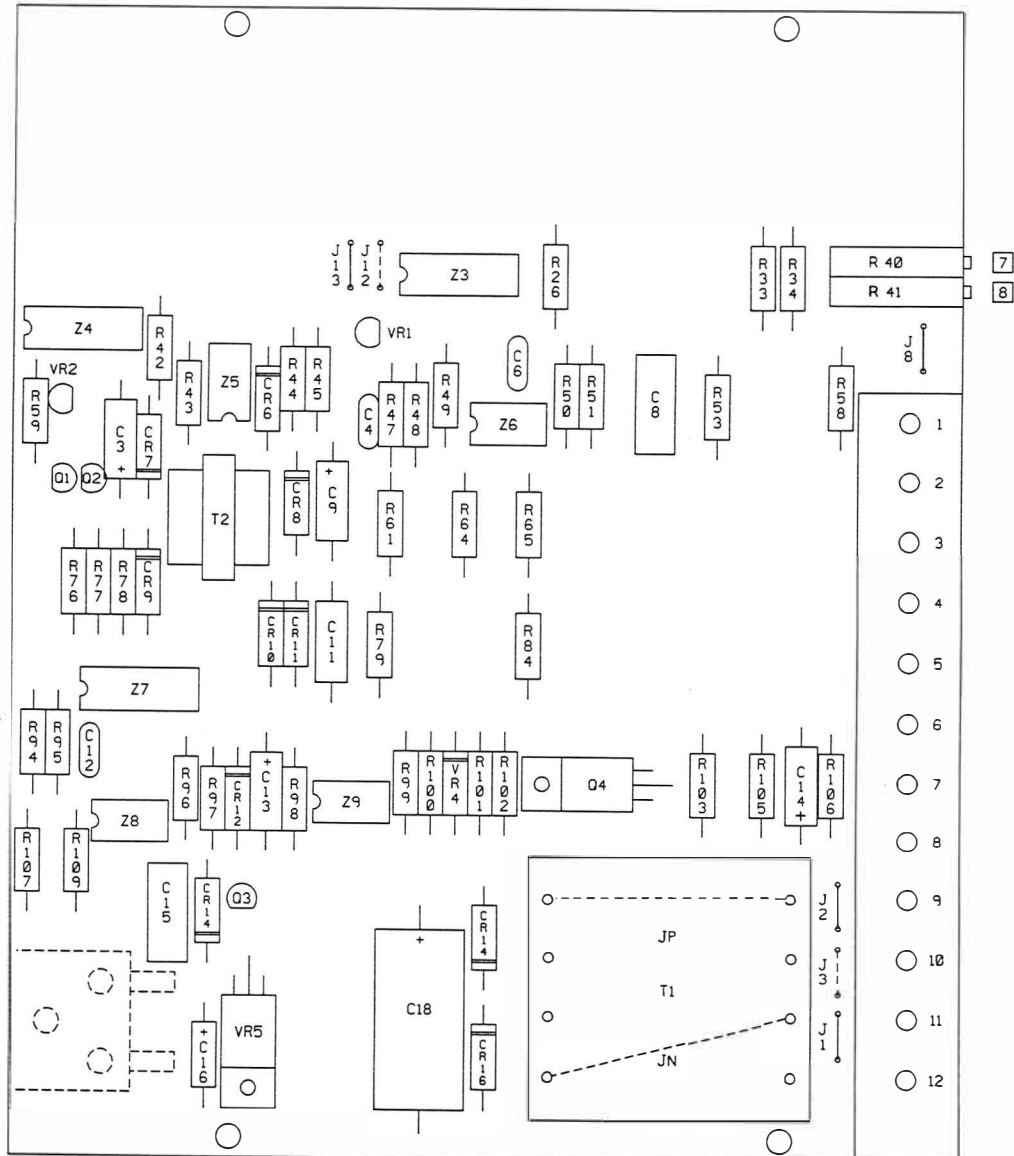 J13
J12
Z3
R26
R33
R34
R 40
7
R 41
8
Z4
R42
VR1
J8
VR2
R59
C3
+
CR7
R43
Z5
CR6
R44
R45
C4
R47
R48
R49
C6
Z6
R50
R51
C8
R53
R58
1
Q1
Q2
T2
CR8
+
C9
R61
R64
R65
2
3
R76
R77
R78
CR9
CR10
CR11
C11
R79
R84
4
5
Z7
6
R94
R95
C12
R96
R97
CR12
+
C13
R98
Z9
R99
R100
VR4
R101
R102
Q4
R103
R105
C14
+
R106
7
Z8
R107
R109
8
C15
CR14
Q3
CR14
JP
J2
9
+
C18
T1
J3
10
+
C16
VR5
CR16
JN
J1
11
12